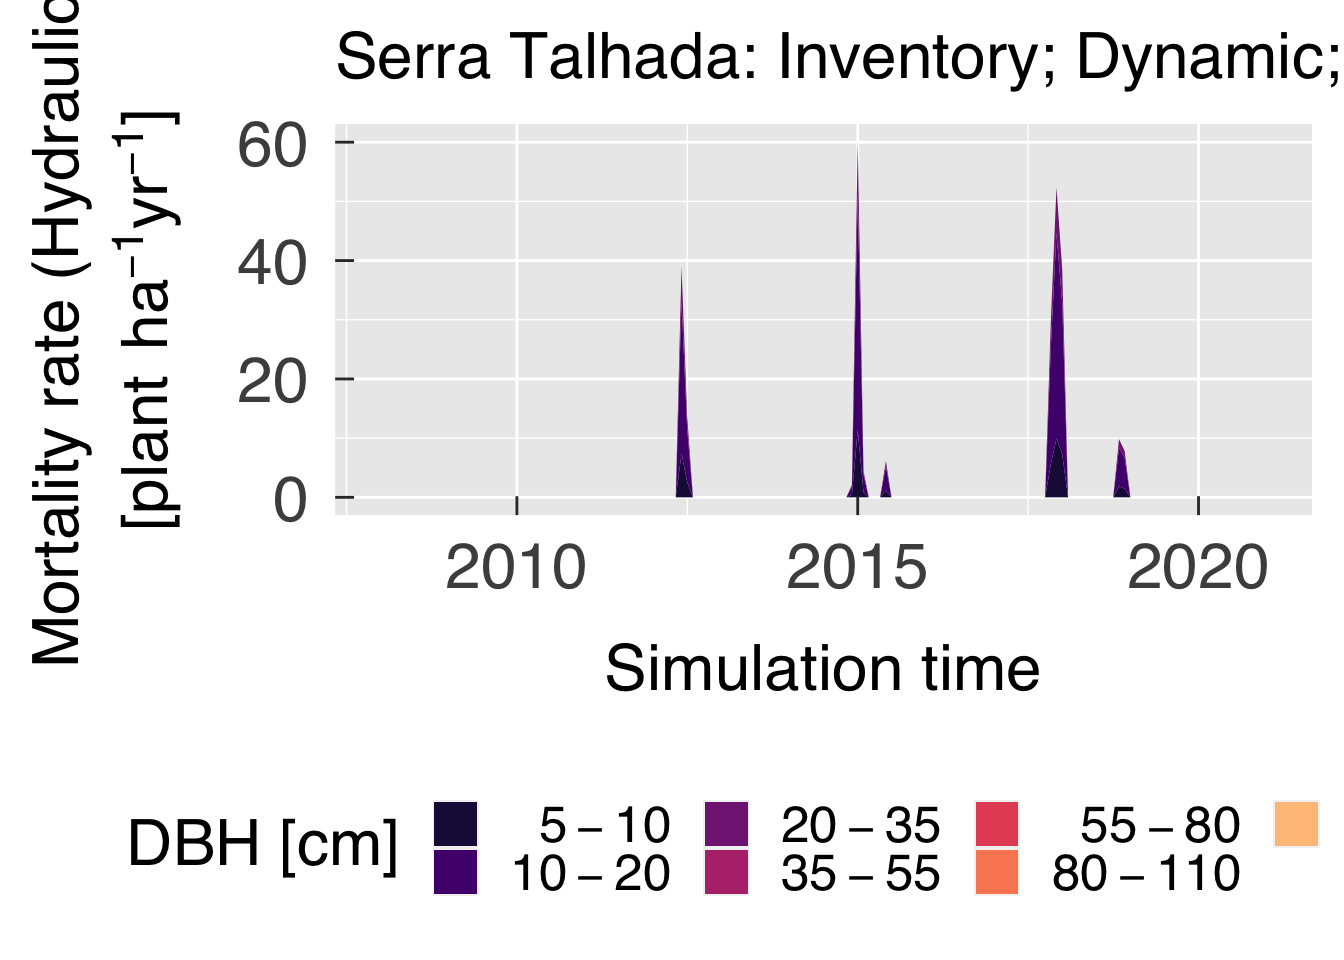 Serra Talhada: Inventory; Dynamic;
Mortality rate (Hydraulic
[plant ha⁻¹yr⁻¹]
60
40
20
0
2010 2015 2020
Simulation time
DBH [cm]
5 – 10 20 – 35 55 – 80
10 – 20 35 – 55 80 – 110